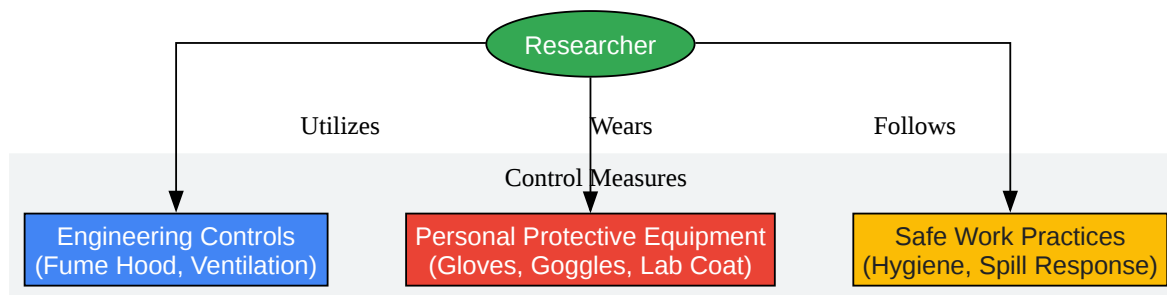 Researcher
Utilizes
Wears
Follows
Control Measures
Engineering Controls
(Fume Hood, Ventilation)
Personal Protective Equipment
(Gloves, Goggles, Lab Coat)
Safe Work Practices
(Hygiene, Spill Response)